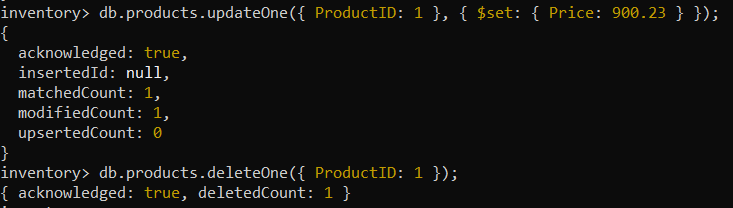 inventory> db.products.updateOne({ ProductID: 1 }, { $set: { Price: 900.23 } });
{
  acknowledged: true,
  insertedId: null,
  matchedCount: 1,
  modifiedCount: 1,
  upsertedCount: 0
}
inventory> db.products.deleteOne({ ProductID: 1 });
{ acknowledged: true, deletedCount: 1 }